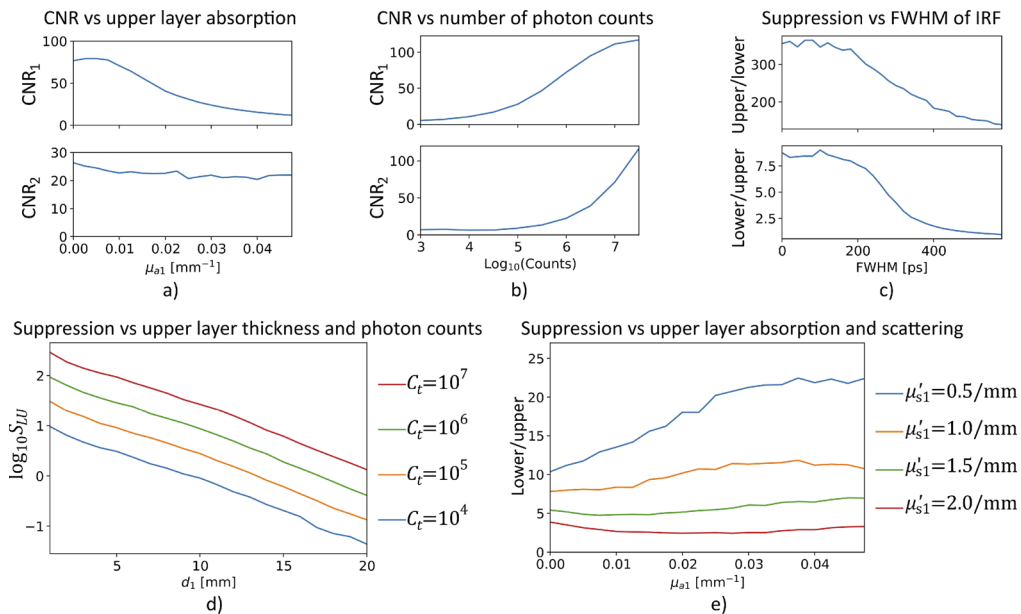 CNR vs upper layer absorption
CNR vs number of photon counts
Suppression vs FWHM of IRF
100
50
0
CNR₁
30
20
10
0
CNR₂
0.00 0.01 0.02 0.03 0.04
μₐ₁ [mm⁻¹]
a)
100
50
0
CNR₁
100
50
0
CNR₂
3 4 5 6 7
Log₁₀(Counts)
b)
300
200
Upper/lower
7.5
5.0
2.5
Lower/upper
0 200 400
FWHM [ps]
c)
Suppression vs upper layer thickness and photon counts
Suppression vs upper layer absorption and scattering
2
1
0
−1
log₁₀S_LU
5 10 15 20
d₁ [mm]
d)
C_t=10⁷
C_t=10⁶
C_t=10⁵
C_t=10⁴
25
20
15
10
5
0
Lower/upper
0.00 0.01 0.02 0.03 0.04
μₐ₁ [mm⁻¹]
e)
μ′ₛ₁=0.5/mm
μ′ₛ₁=1.0/mm
μ′ₛ₁=1.5/mm
μ′ₛ₁=2.0/mm